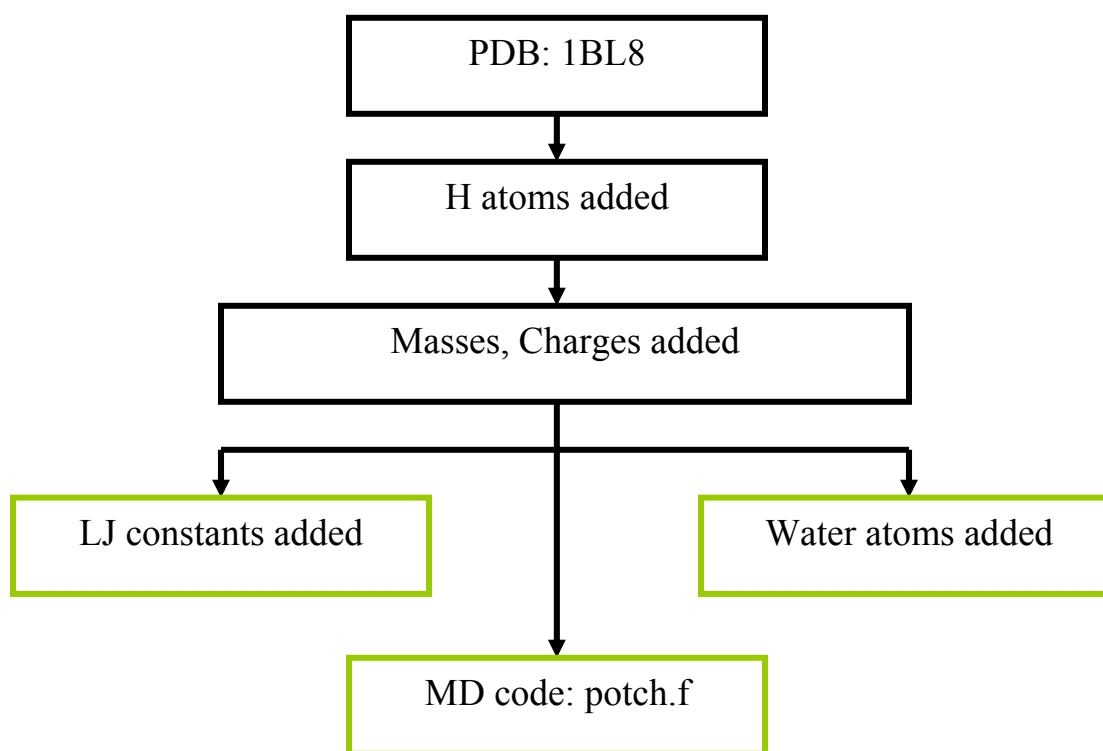 PDB: 1BL8
H atoms added
Masses, Charges added
LJ constants added
Water atoms added
MD code: potch.f